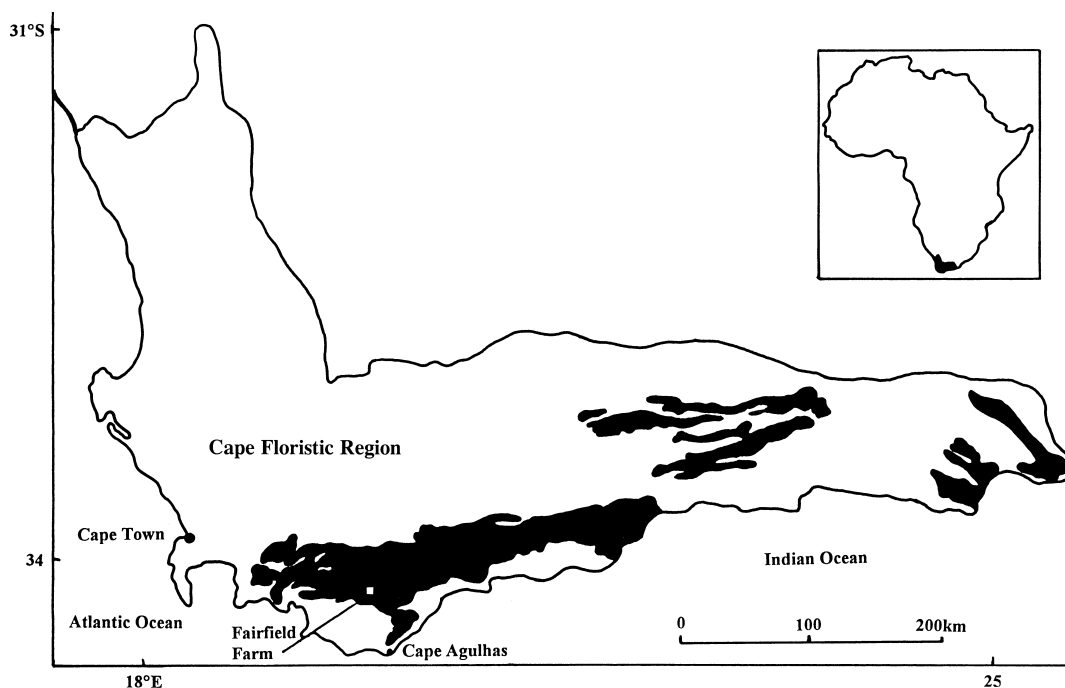 31°S
Cape Floristic Region
Cape Town
34
Indian Ocean
Atlantic Ocean
Fairfield
Farm
Cape Agulhas
0 100 200km
18°E 25